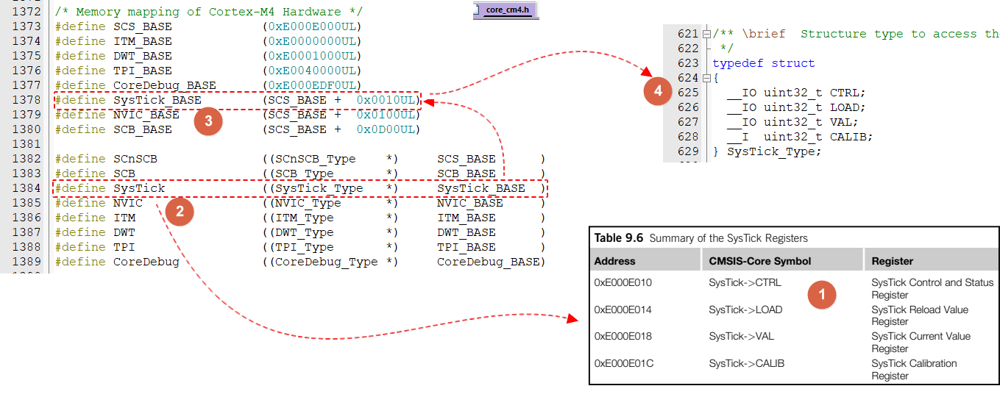 1372 /* Memory mapping of Cortex-M4 Hardware */
1373 #define SCS_BASE (0xE000E000UL)
1374 #define ITM_BASE (0xE0000000UL)
1375 #define DWT_BASE (0xE0001000UL)
1376 #define TPI_BASE (0xE0040000UL)
1377 #define CoreDebug_BASE (0xE000EDF0UL)
1378 #define SysTick_BASE (SCS_BASE + 0x0010UL)
1379 #define NVIC_BASE (SCS_BASE + 0x0100UL)
1380 #define SCB_BASE (SCS_BASE + 0x0D00UL)
1381
1382 #define SCnSCB ((SCnSCB_Type *) SCS_BASE )
1383 #define SCB ((SCB_Type *) SCB_BASE )
1384 #define SysTick ((SysTick_Type *) SysTick_BASE )
1385 #define NVIC ((NVIC_Type *) NVIC_BASE )
1386 #define ITM ((ITM_Type *) ITM_BASE )
1387 #define DWT ((DWT_Type *) DWT_BASE )
1388 #define TPI ((TPI_Type *) TPI_BASE )
1389 #define CoreDebug ((CoreDebug_Type *) CoreDebug_BASE)
3
2
core_cm4.h
621 /** \brief Structure type to access
622 */
623 typedef struct
624 {
625 __IO uint32_t CTRL;
626 __IO uint32_t LOAD;
627 __IO uint32_t VAL;
628 __I uint32_t CALIB;
629 } SysTick_Type;
4
Table 9.6 Summary of the SysTick Registers
Address CMSIS-Core Symbol Register
0xE000E010 SysTick->CTRL SysTick Control and Status
Register
0xE000E014 SysTick->LOAD SysTick Reload Value
Register
0xE000E018 SysTick->VAL SysTick Current Value
Register
0xE000E01C SysTick->CALIB SysTick Calibration
Register
1